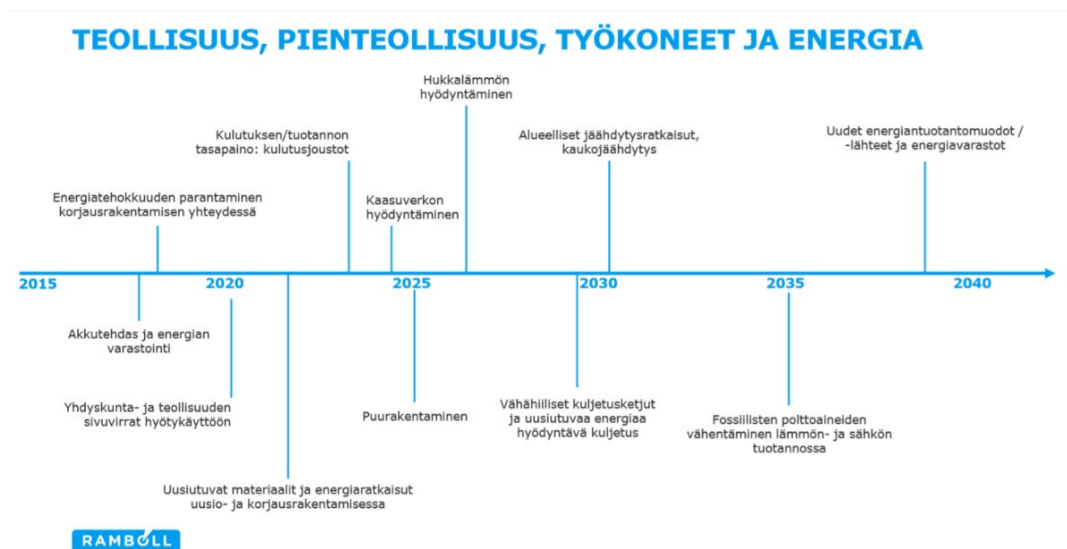 TEOLLISUUS, PIENTEOLLISUUS, TYÖKONEET JA ENERGIA
Hukkalämmön
hyödyntäminen
Kulutuksen/tuotannon
tasapaino: kulutusjoustot
Alueelliset jäähdytysratkaisut,
kaukojäähdytys
Uudet energiantuotantomuodot /
-lähteet ja energiavarastot
Energiatehokkuuden parantaminen
korjausrakentamisen yhteydessä
Kaasuverkon
hyödyntäminen
2015
2020
2025
2030
2035
2040
Akkutehdas ja energian
varastointi
Yhdyskunta- ja teollisuuden
sivuvirrat hyötykäyttöön
Puurakentaminen
Vähähiiliset kuljetusketjut
ja uusiutuvaa energiaa
hyödyntävä kuljetus
Fossiilisten polttoaineiden
vähentäminen lämmön- ja sähkön
tuotannossa
Uusiutuvat materiaalit ja energiaratkaisut
uusio- ja korjausrakentamisessa
RAMBOLL